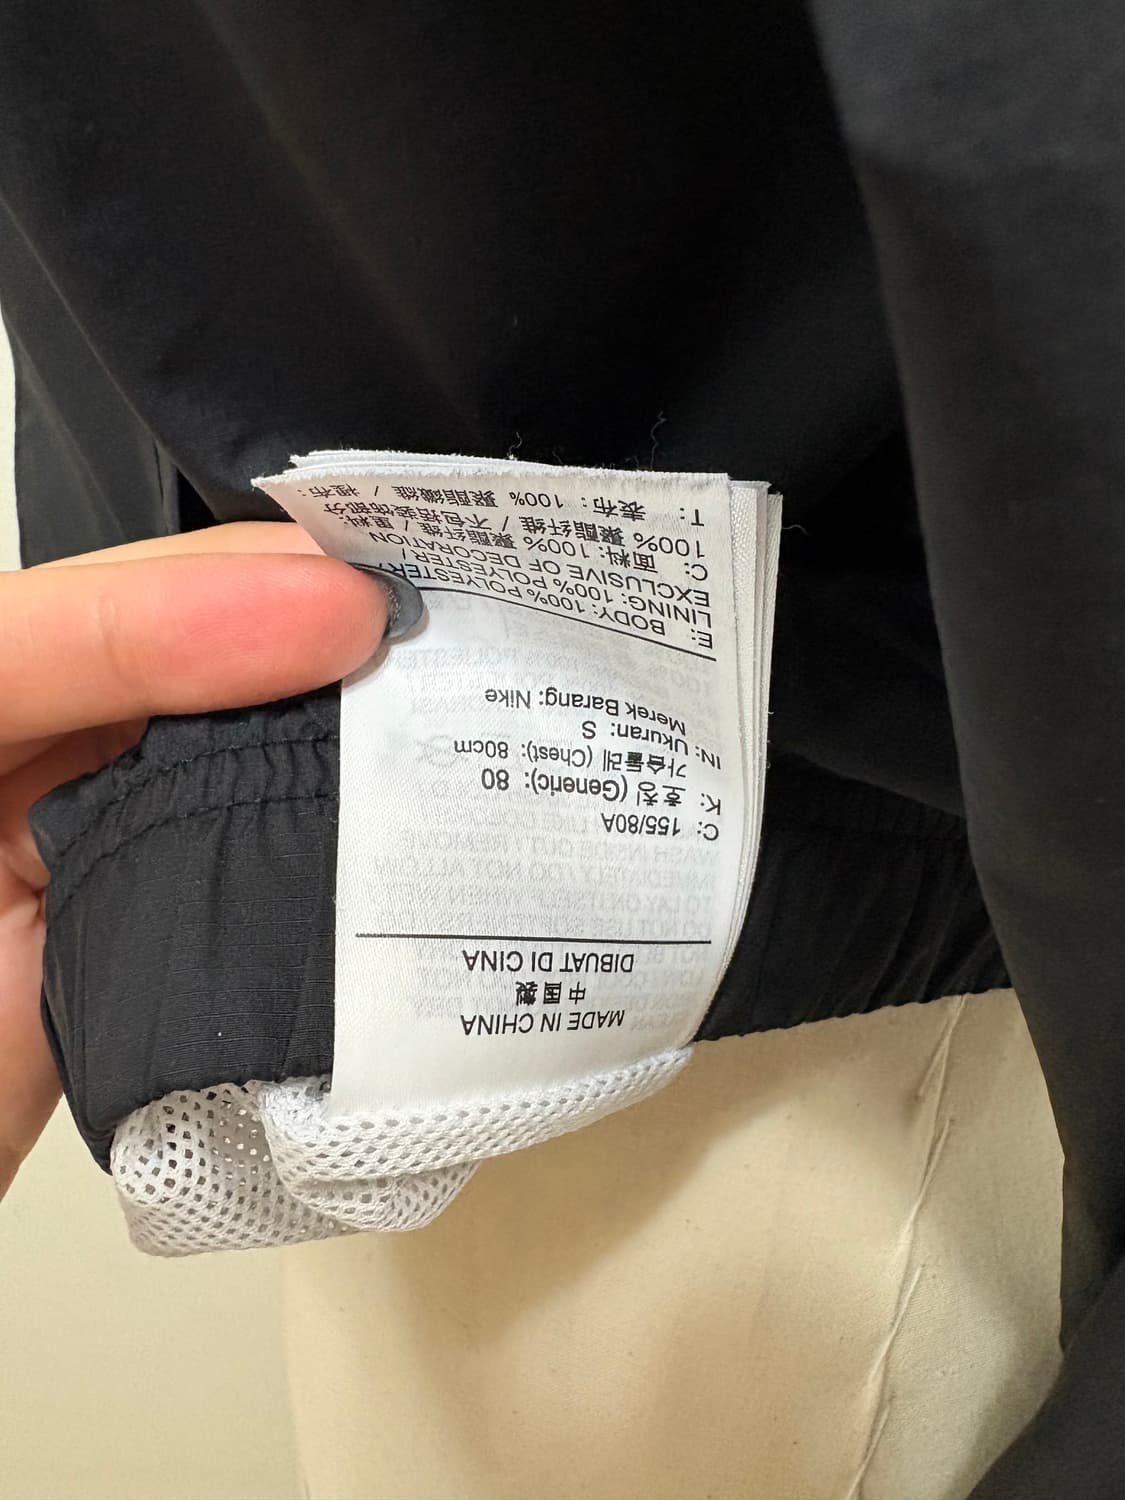 MADE IN CHINA
中国製
DIBUAT DI CINA
C: 155/80A
K: 호칭 (Generic): 80
가슴둘레 (Chest): 80cm
IN: Ukuran: S
Merek Barang: Nike
E: BODY: 100% POLYESTER /
LINING: 100% POLYESTER /
EXCLUSIVE OF DECORATION
C: 面料: 100% 聚酯纤维 / 里料:
100% 聚酯纤维 / 不包括装饰部分
T: 表布: 100% 聚酯纖維 / 裡布: